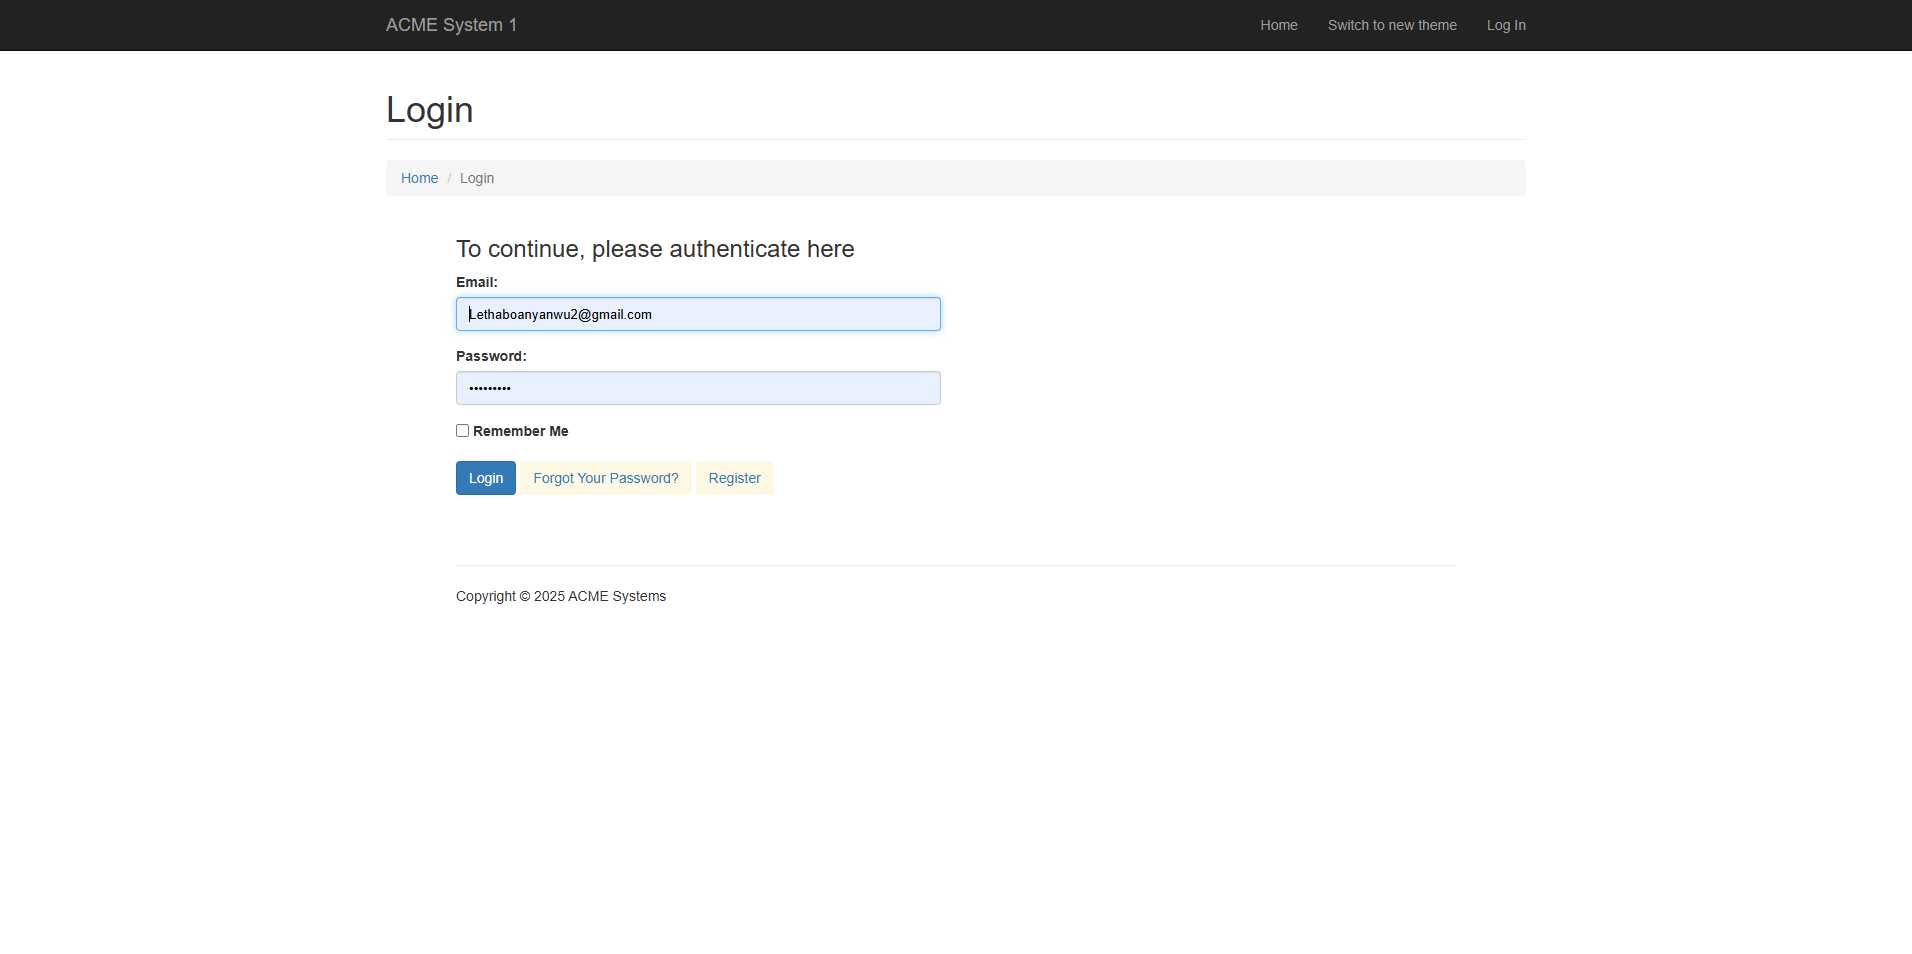 ACME System 1 Home Switch to new theme Log In
Login
Home / Login
To continue, please authenticate here
Email:
Lethaboanyanwu2@gmail.com
Password:
•••••••••
Remember Me
Login Forgot Your Password? Register
Copyright © 2025 ACME Systems